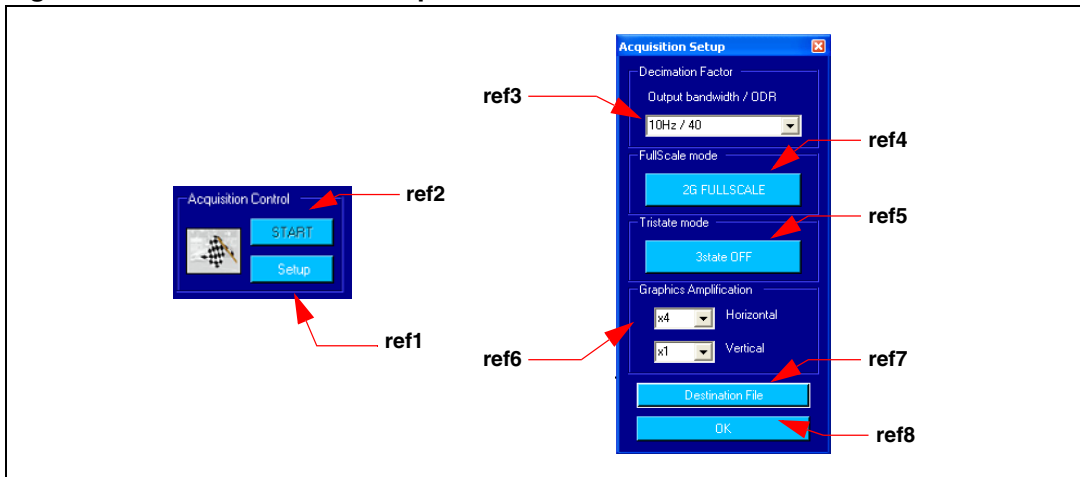 Acquisition Control
START
Setup
ref2
ref1
Acquisition Setup
Decimation Factor
Output bandwidth / ODR
10Hz / 40
ref3
FullScale mode
2G FULLSCALE
ref4
Tristate mode
3state OFF
ref5
Graphics Amplification
x4 Horizontal
x1 Vertical
ref6
Destination File
ref7
OK
ref8